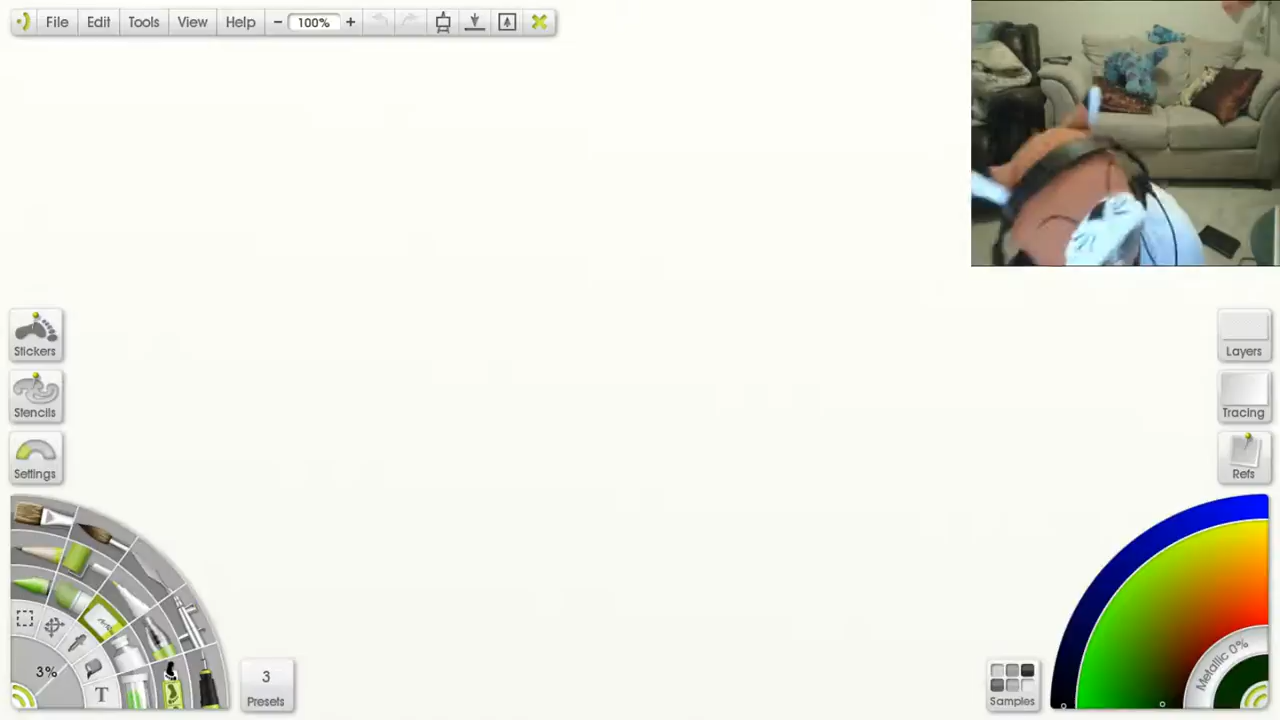 File Edit Tools View Help 100%
Stickers
Layers
Stencils
Tracing
Settings
Refs
3%
T
3
Presets
Samples
Metallic 0%